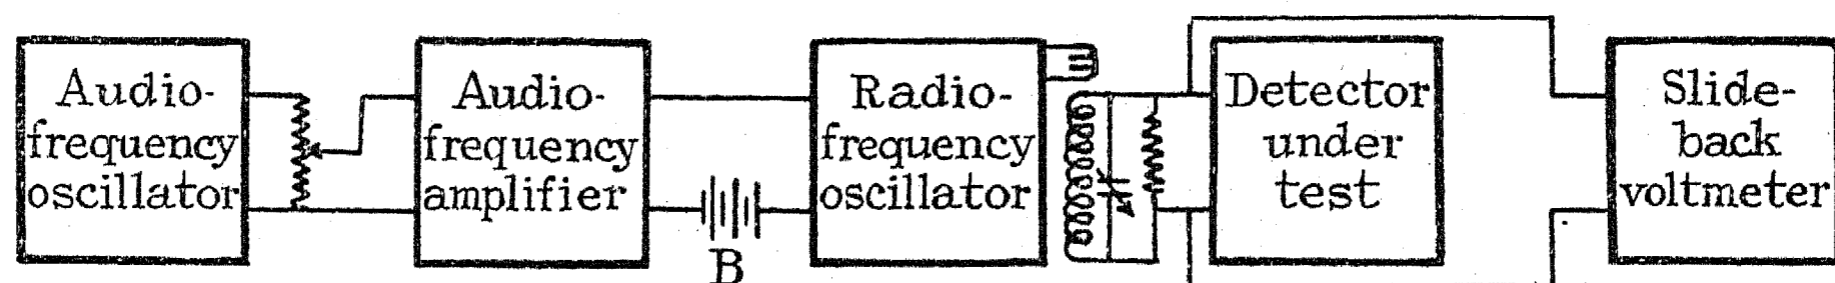 Audio-
frequency
oscillator
Audio-
frequency
amplifier
B
Radio-
frequency
oscillator
Detector
under
test
Slide-
back
voltmeter